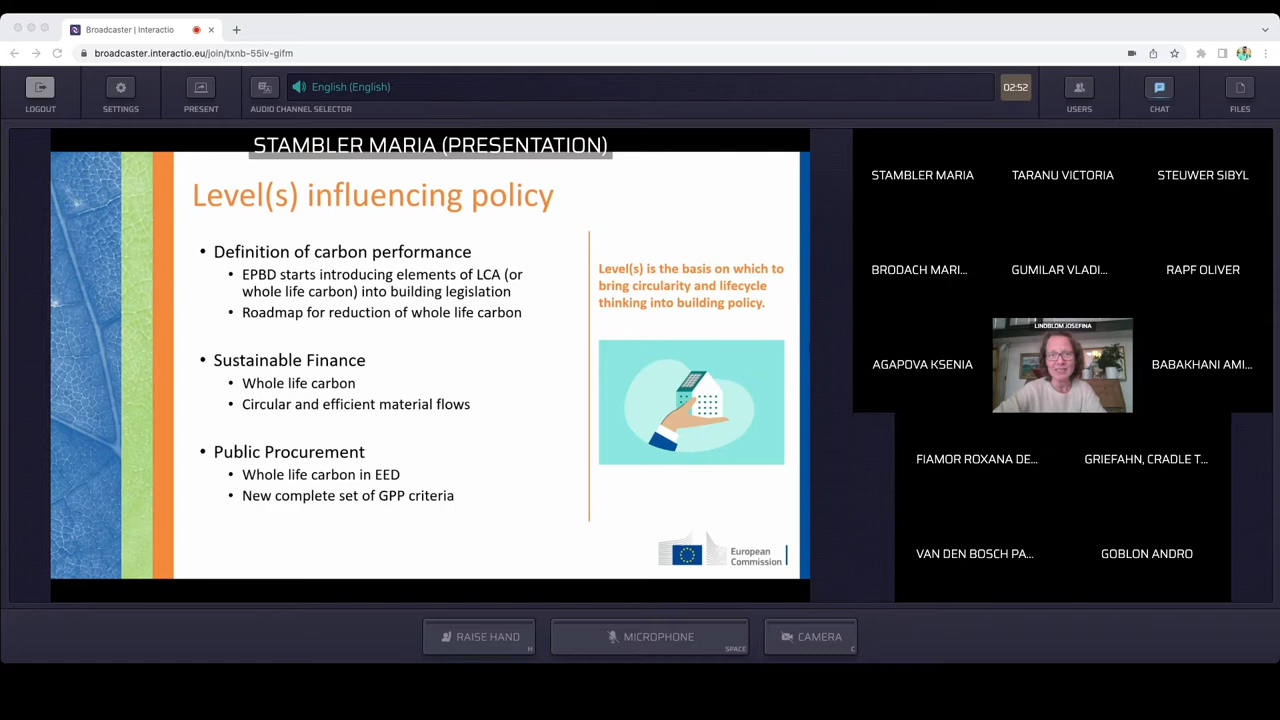 Broadcaster | Interactio
broadcaster.interactio.eu/join/txnb-55iv-gifm
LOGOUT
SETTINGS
PRESENT
AUDIO CHANNEL SELECTOR
English (English)
02:52
USERS
CHAT
FILES
STAMBLER MARIA (PRESENTATION)
Level(s) influencing policy
• Definition of carbon performance
• EPBD starts introducing elements of LCA (or
whole life carbon) into building legislation
• Roadmap for reduction of whole life carbon
• Sustainable Finance
• Whole life carbon
• Circular and efficient material flows
• Public Procurement
• Whole life carbon in EED
• New complete set of GPP criteria
Level(s) is the basis on which to
bring circularity and lifecycle
thinking into building policy.
European
Commission
STAMBLER MARIA
TARANU VICTORIA
STEUWER SIBYL
BRODACH MARI...
GUMILAR VLADI...
RAPF OLIVER
AGAPOVA KSENIA
LINDBLOM JOSEFINA
BABAKHANI AMI...
FIAMOR ROXANA DE...
GRIEFAHN, CRADLE T...
VAN DEN BOSCH PA...
GOBLON ANDRO
RAISE HAND
H
MICROPHONE
SPACE
CAMERA
C